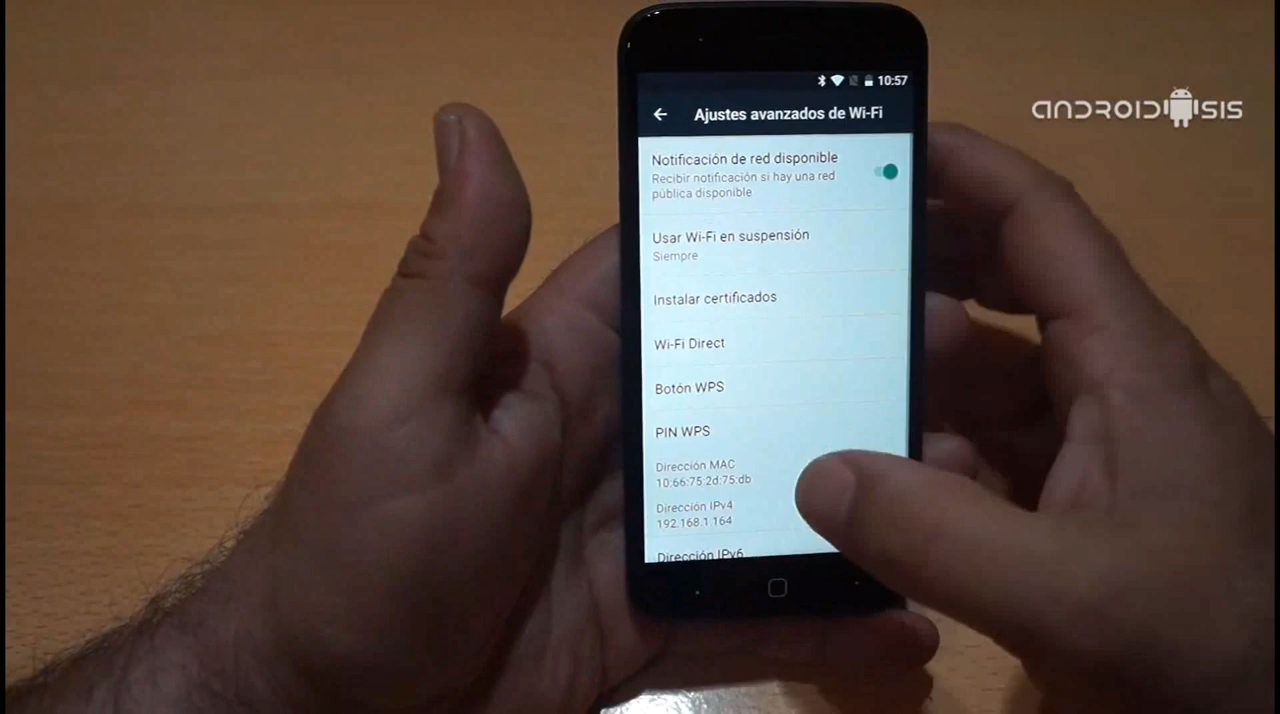 10:57
ANDROIDSIS
Ajustes avanzados de Wi-Fi
Notificación de red disponible
Recibir notificación si hay una red
pública disponible
Usar Wi-Fi en suspensión
Siempre
Instalar certificados
Wi-Fi Direct
Botón WPS
PIN WPS
Dirección MAC
10:66:75:2d:75:db
Dirección IPv4
192.168.1.164
Dirección IPv6